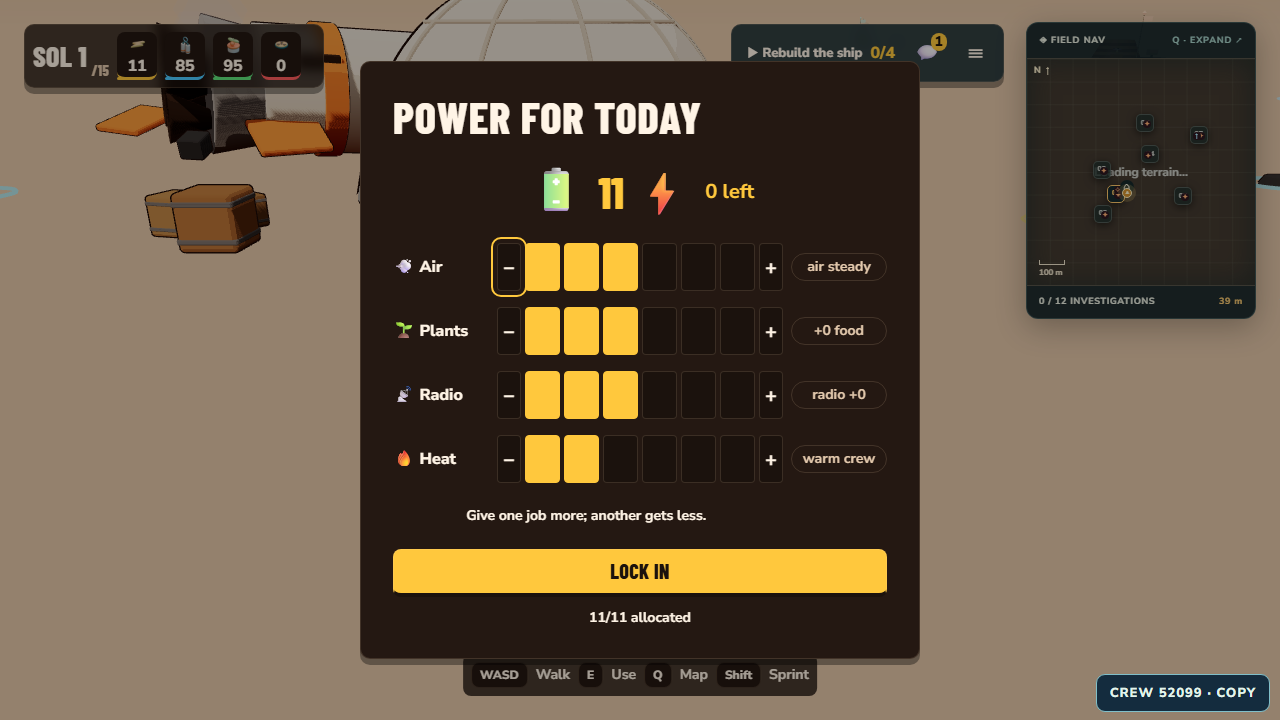 SOL 1 /15 11 85 95 0
▶ Rebuild the ship 0/4 1
◆ FIELD NAV Q · EXPAND ↗
N ↑
ading terrain...
100 m
0 / 12 INVESTIGATIONS 39 m
POWER FOR TODAY
11 0 left
Air − + air steady
Plants − + +0 food
Radio − + radio +0
Heat − + warm crew
Give one job more; another gets less.
LOCK IN
11/11 allocated
WASD Walk E Use Q Map Shift Sprint
CREW 52099 · COPY